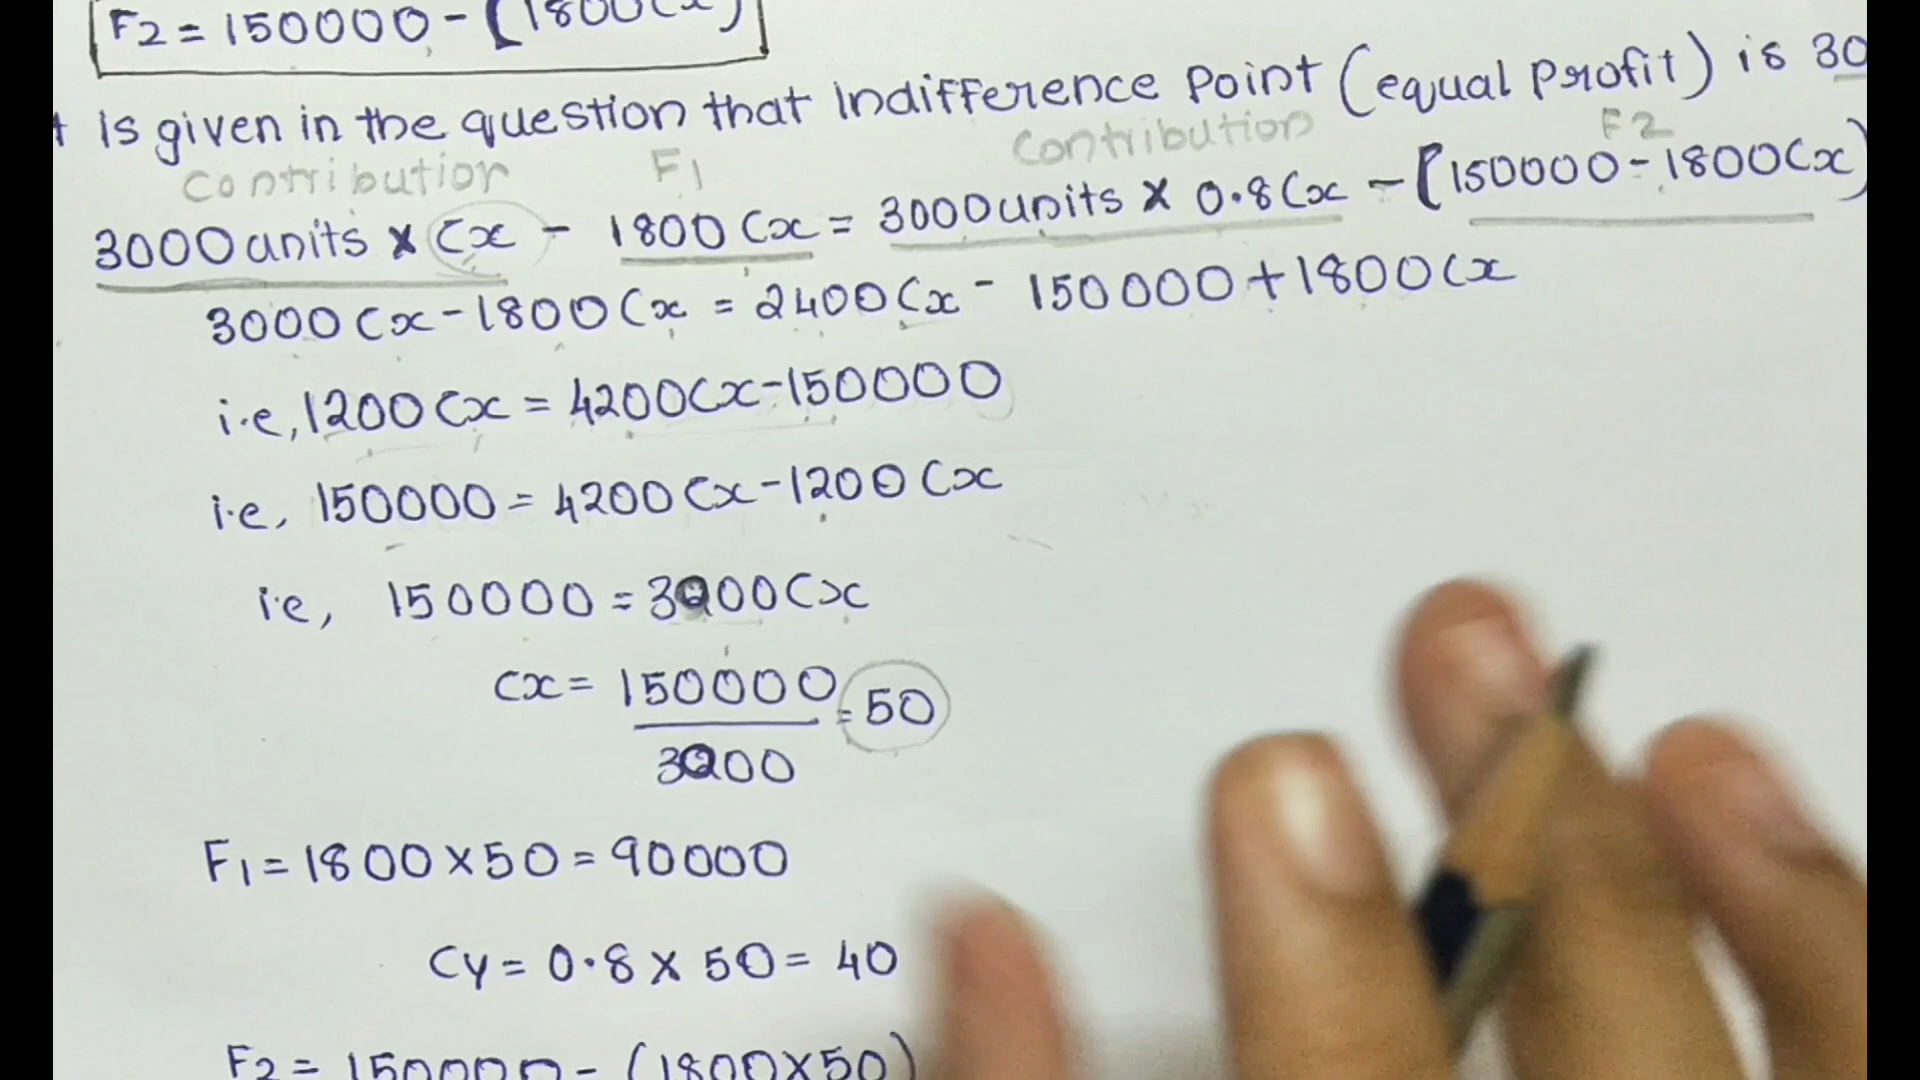 F2 = 150000 - [1800Cx)
Is given in the question that Indifference Point (equal Profit) is 30
Contribution F1 Contribution F2
3000 units x Cx - 1800 Cx = 3000 units x 0.8Cx - [150000 - 1800Cx)
3000 Cx - 1800 Cx = 2400 Cx - 150000 + 1800 Cx
i.e, 1200 Cx = 4200Cx - 150000
i.e, 150000 = 4200 Cx - 1200 Cx
i.e, 150000 = 3000 Cx
Cx = 150000 = 50
3000
F1 = 1800 x 50 = 90000
Cy = 0.8 x 50 = 40
F2 = 150000 - (1800x50)